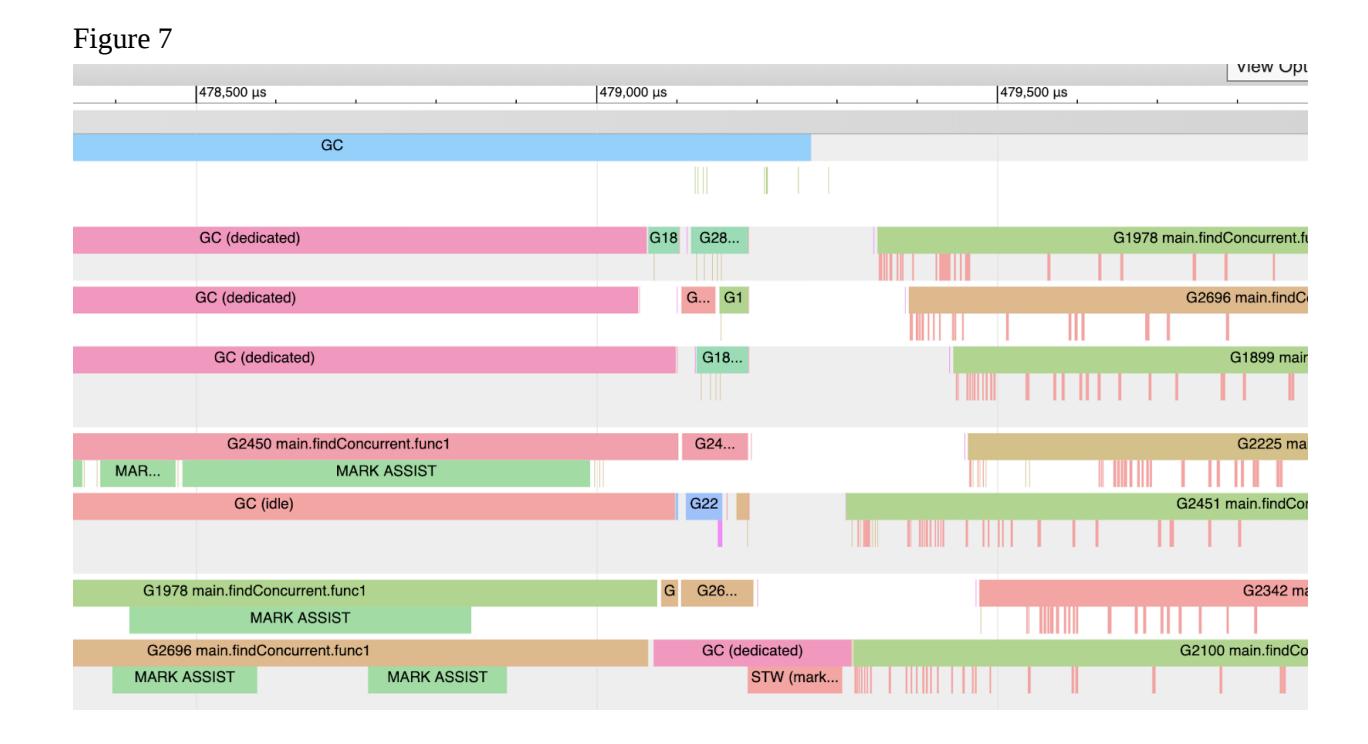 Figure 7
View Opt
478,500 µs 479,000 µs 479,500 µs
GC
GC (dedicated) G18 G28... G1978 main.findConcurrent.fu
GC (dedicated) G... G1 G2696 main.findC
GC (dedicated) G18... G1899 main
G2450 main.findConcurrent.func1 G24... G2225 ma
MAR... MARK ASSIST
GC (idle) G22 G2451 main.findCon
G1978 main.findConcurrent.func1 G G26... G2342 ma
MARK ASSIST
G2696 main.findConcurrent.func1 GC (dedicated) G2100 main.findCo
MARK ASSIST MARK ASSIST STW (mark...